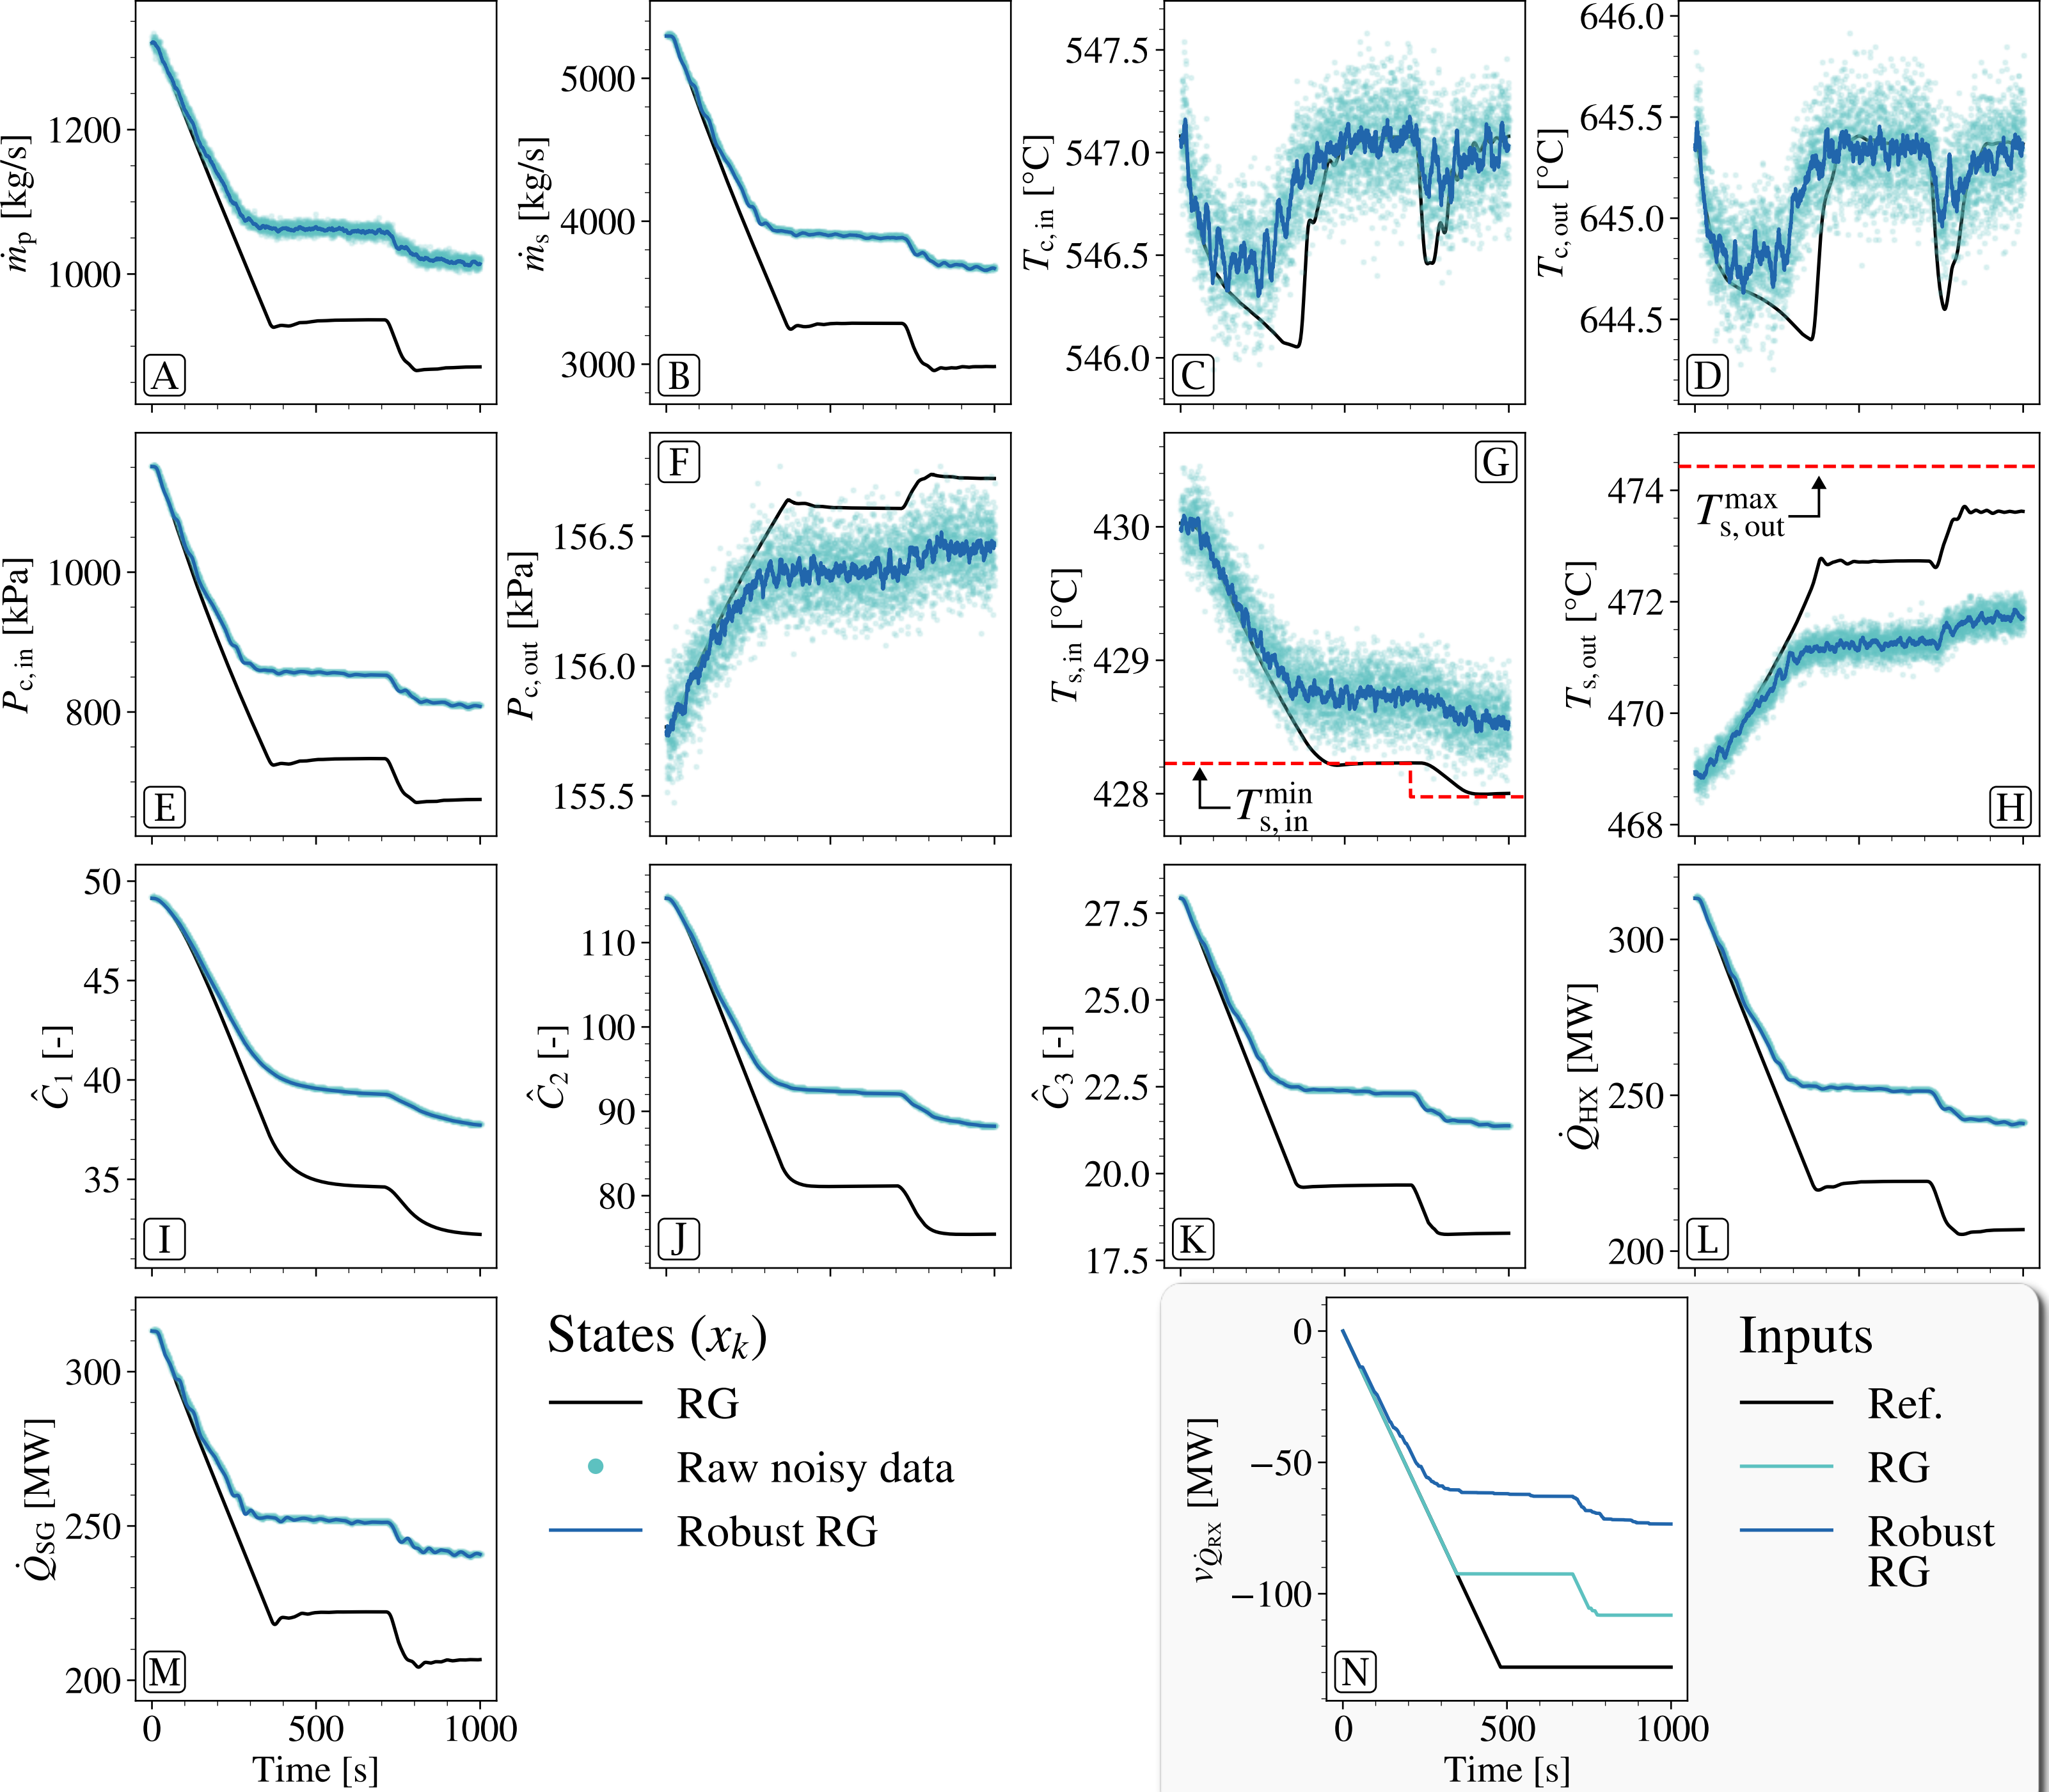 1200
1000
ṁp [kg/s]
A
5000
4000
3000
ṁs [kg/s]
B
547.5
547.0
546.5
546.0
Tc, in [°C]
C
646.0
645.5
645.0
644.5
Tc, out [°C]
D
1000
800
Pc, in [kPa]
E
156.5
156.0
155.5
Pc, out [kPa]
F
430
429
428
Ts, in [°C]
G
T min s, in
474
472
470
468
Ts, out [°C]
T max s, out
H
50
45
40
35
Ĉ1 [-]
I
110
100
90
80
Ĉ2 [-]
J
27.5
25.0
22.5
20.0
17.5
Ĉ3 [-]
K
300
250
200
Q̇HX [MW]
L
300
250
200
Q̇SG [MW]
M
0 500 1000
Time [s]
States (xk)
RG
Raw noisy data
Robust RG
0
−50
−100
vQ̇RX [MW]
N
0 500 1000
Time [s]
Inputs
Ref.
RG
Robust
RG